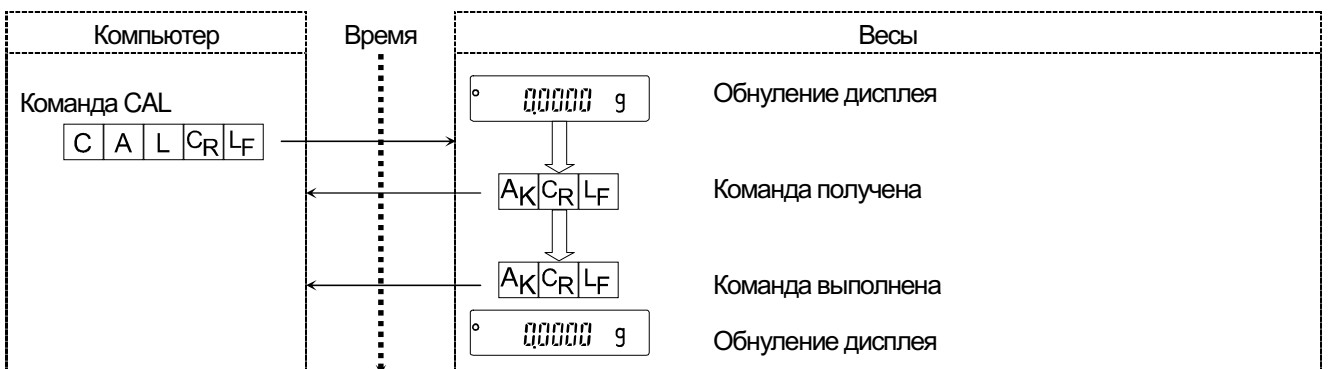 Компьютер Время Весы
0.0000 g Обнуление дисплея
Команда CAL
C A L CR LF
AK CR LF Команда получена
AK CR LF Команда выполнена
0.0000 g Обнуление дисплея